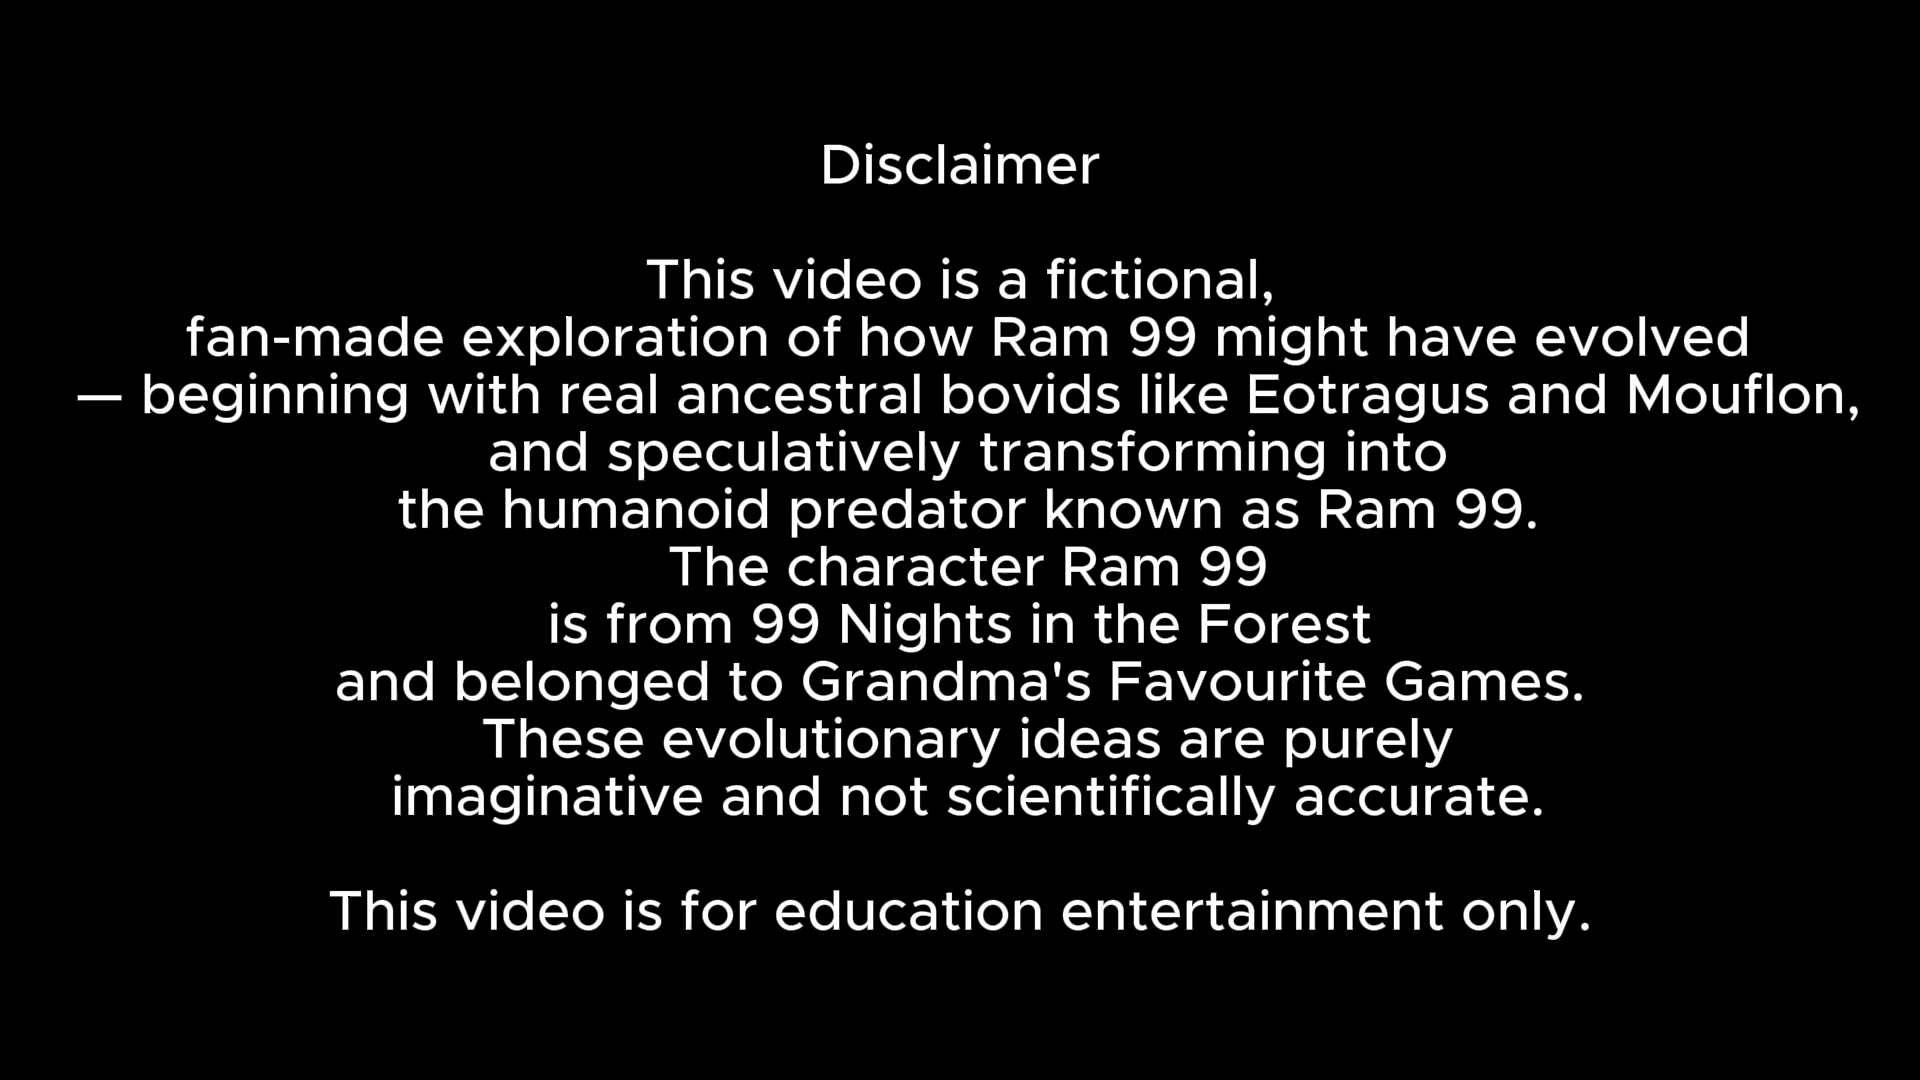 Disclaimer
This video is a fictional,
fan-made exploration of how Ram 99 might have evolved
— beginning with real ancestral bovids like Eotragus and Mouflon,
and speculatively transforming into
the humanoid predator known as Ram 99.
The character Ram 99
is from 99 Nights in the Forest
and belonged to Grandma's Favourite Games.
These evolutionary ideas are purely
imaginative and not scientifically accurate.
This video is for education entertainment only.